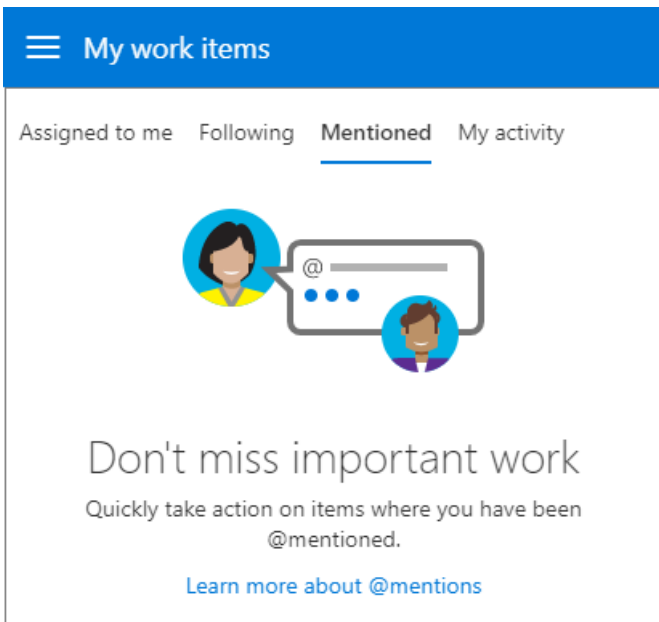 My work items
Assigned to me Following Mentioned My activity
@
Don't miss important work
Quickly take action on items where you have been
@mentioned.
Learn more about @mentions